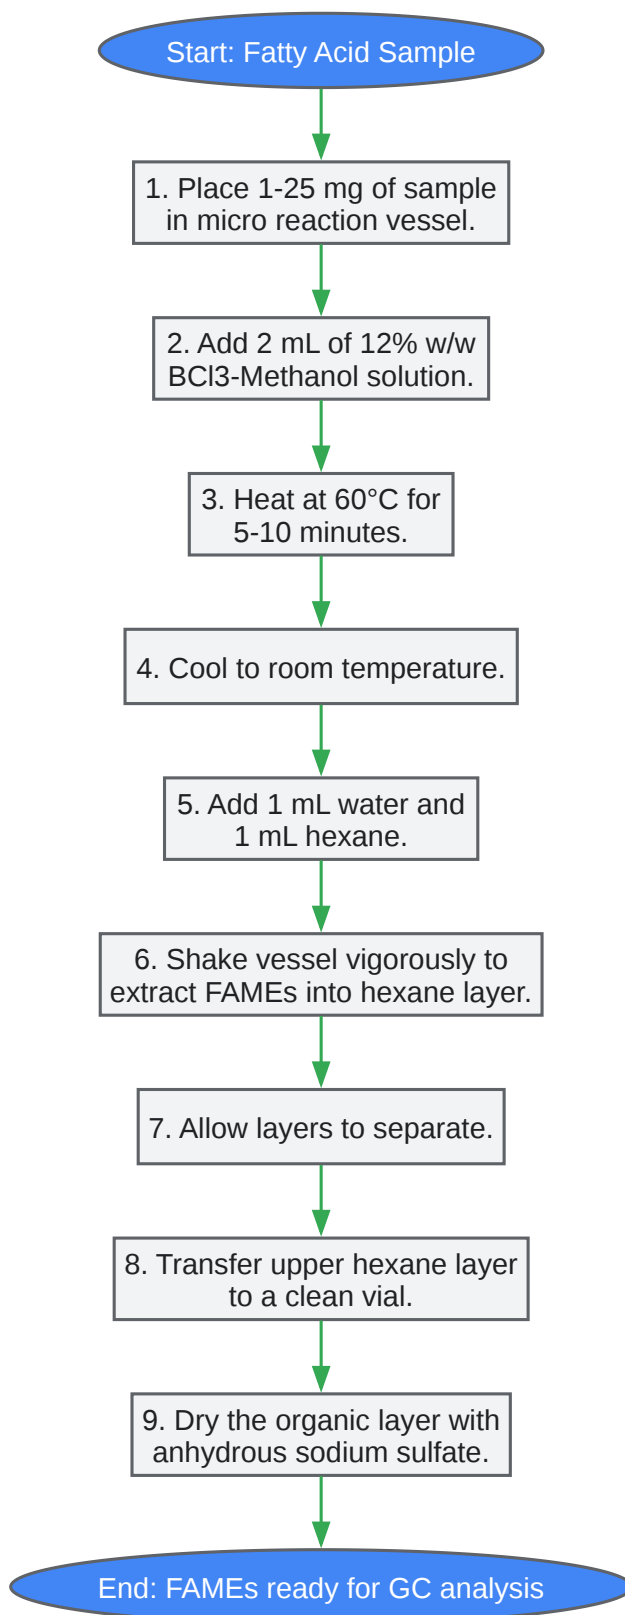 Start: Fatty Acid Sample
1. Place 1-25 mg of sample
in micro reaction vessel.
2. Add 2 mL of 12% w/w
BCl3-Methanol solution.
3. Heat at 60°C for
5-10 minutes.
4. Cool to room temperature.
5. Add 1 mL water and
1 mL hexane.
6. Shake vessel vigorously to
extract FAMEs into hexane layer.
7. Allow layers to separate.
8. Transfer upper hexane layer
to a clean vial.
9. Dry the organic layer with
anhydrous sodium sulfate.
End: FAMEs ready for GC analysis